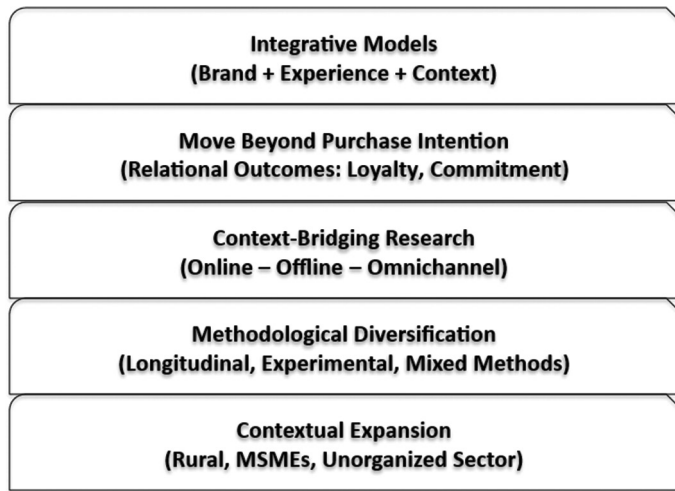 Integrative Models
(Brand + Experience + Context)
Move Beyond Purchase Intention
(Relational Outcomes: Loyalty, Commitment)
Context-Bridging Research
(Online – Offline – Omnichannel)
Methodological Diversification
(Longitudinal, Experimental, Mixed Methods)
Contextual Expansion
(Rural, MSMEs, Unorganized Sector)